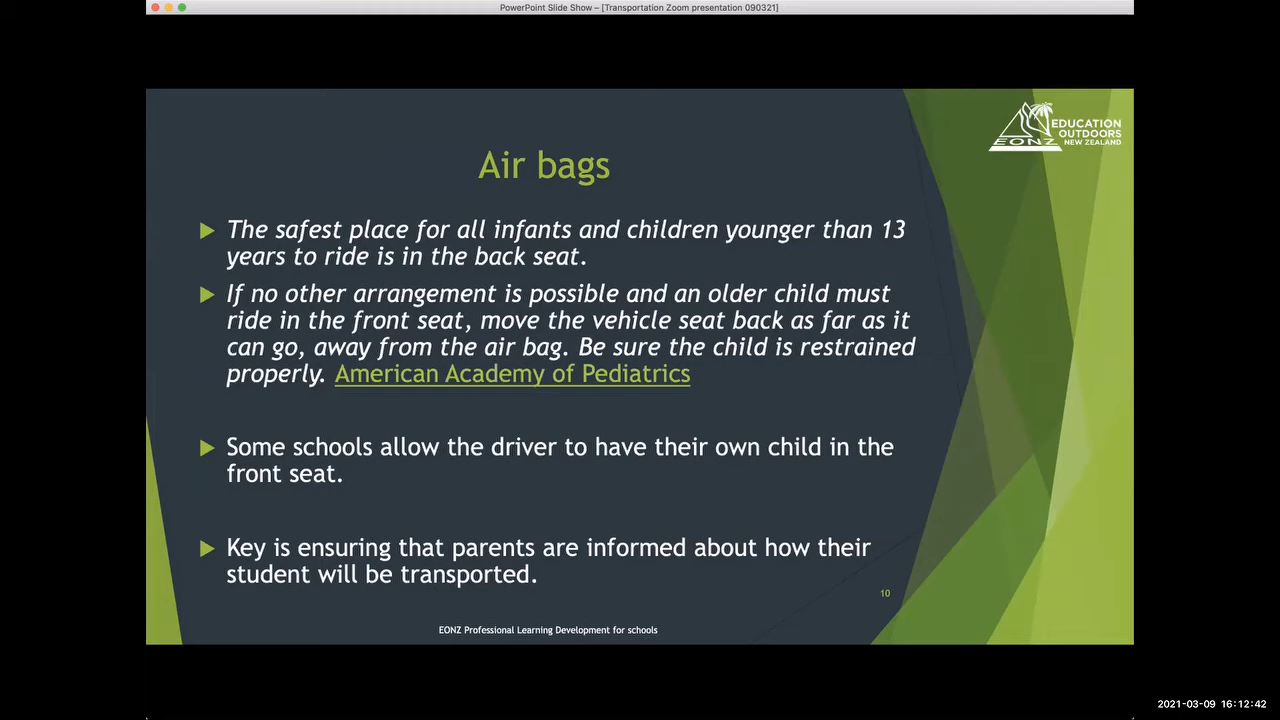 PowerPoint Slide Show – [Transportation Zoom presentation 090321]
EDUCATION
OUTDOORS
NEW ZEALAND
EONZ
Air bags
The safest place for all infants and children younger than 13
years to ride is in the back seat.
If no other arrangement is possible and an older child must
ride in the front seat, move the vehicle seat back as far as it
can go, away from the air bag. Be sure the child is restrained
properly. American Academy of Pediatrics
Some schools allow the driver to have their own child in the
front seat.
Key is ensuring that parents are informed about how their
student will be transported.
10
EONZ Professional Learning Development for schools
2021-03-09 16:12:42